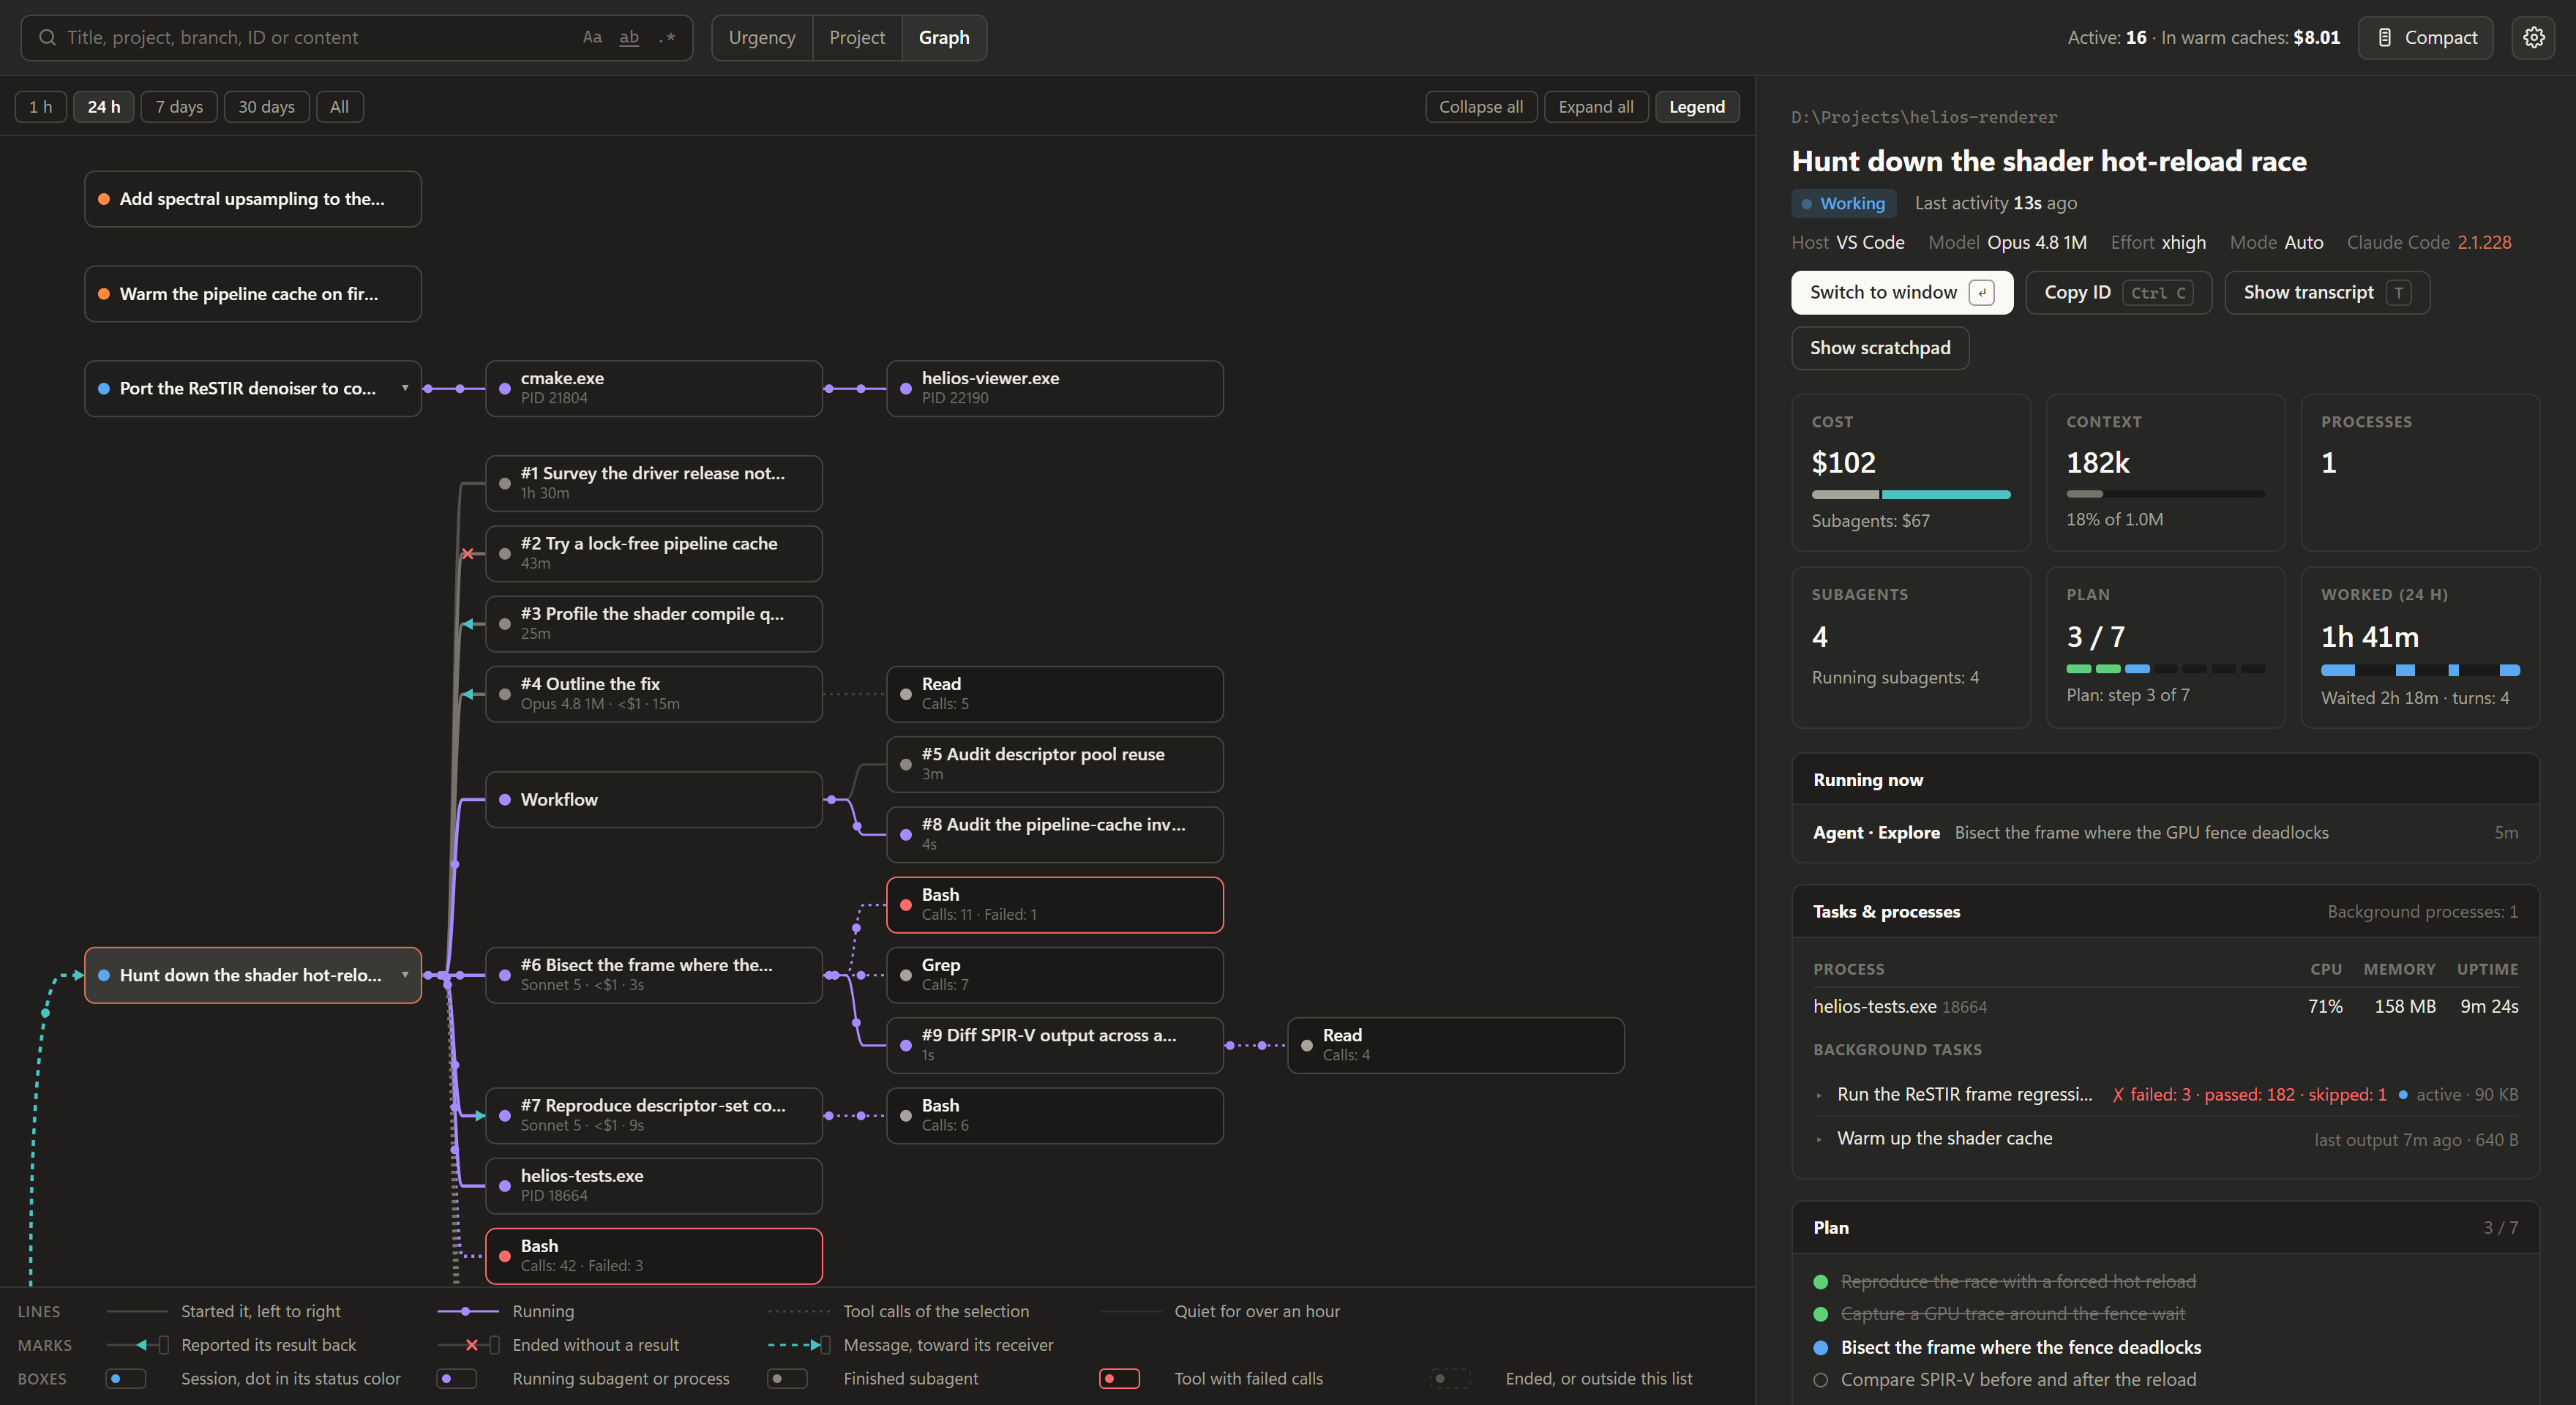 Title, project, branch, ID or content
Aa ab .*
Urgency Project Graph
Active: 16 · In warm caches: $8.01
Compact
1 h 24 h 7 days 30 days All
Collapse all Expand all Legend
Add spectral upsampling to the...
Warm the pipeline cache on fir...
Port the ReSTIR denoiser to co...
cmake.exe
PID 21804
helios-viewer.exe
PID 22190
#1 Survey the driver release not...
1h 30m
#2 Try a lock-free pipeline cache
43m
#3 Profile the shader compile q...
25m
#4 Outline the fix
Opus 4.8 1M · <$1 · 15m
Read
Calls: 5
Workflow
#5 Audit descriptor pool reuse
3m
#8 Audit the pipeline-cache inv...
4s
Bash
Calls: 11 · Failed: 1
Hunt down the shader hot-relo...
#6 Bisect the frame where the...
Sonnet 5 · <$1 · 3s
Grep
Calls: 7
#9 Diff SPIR-V output across a...
1s
Read
Calls: 4
#7 Reproduce descriptor-set co...
Sonnet 5 · <$1 · 9s
Bash
Calls: 6
helios-tests.exe
PID 18664
Bash
Calls: 42 · Failed: 3
LINES Started it, left to right Running Tool calls of the selection Quiet for over an hour
MARKS Reported its result back Ended without a result Message, toward its receiver
BOXES Session, dot in its status color Running subagent or process Finished subagent Tool with failed calls Ended, or outside this list
D:\Projects\helios-renderer
Hunt down the shader hot-reload race
Working Last activity 13s ago
Host VS Code Model Opus 4.8 1M Effort xhigh Mode Auto Claude Code 2.1.228
Switch to window ↵ Copy ID Ctrl C Show transcript T
Show scratchpad
COST
$102
Subagents: $67
CONTEXT
182k
18% of 1.0M
PROCESSES
1
SUBAGENTS
4
Running subagents: 4
PLAN
3 / 7
Plan: step 3 of 7
WORKED (24 H)
1h 41m
Waited 2h 18m · turns: 4
Running now
Agent · Explore Bisect the frame where the GPU fence deadlocks 5m
Tasks & processes Background processes: 1
PROCESS CPU MEMORY UPTIME
helios-tests.exe 18664 71% 158 MB 9m 24s
BACKGROUND TASKS
Run the ReSTIR frame regressi... ✗ failed: 3 · passed: 182 · skipped: 1 active · 90 KB
Warm up the shader cache last output 7m ago · 640 B
Plan 3 / 7
Reproduce the race with a forced hot reload
Capture a GPU trace around the fence wait
Bisect the frame where the fence deadlocks
Compare SPIR-V before and after the reload